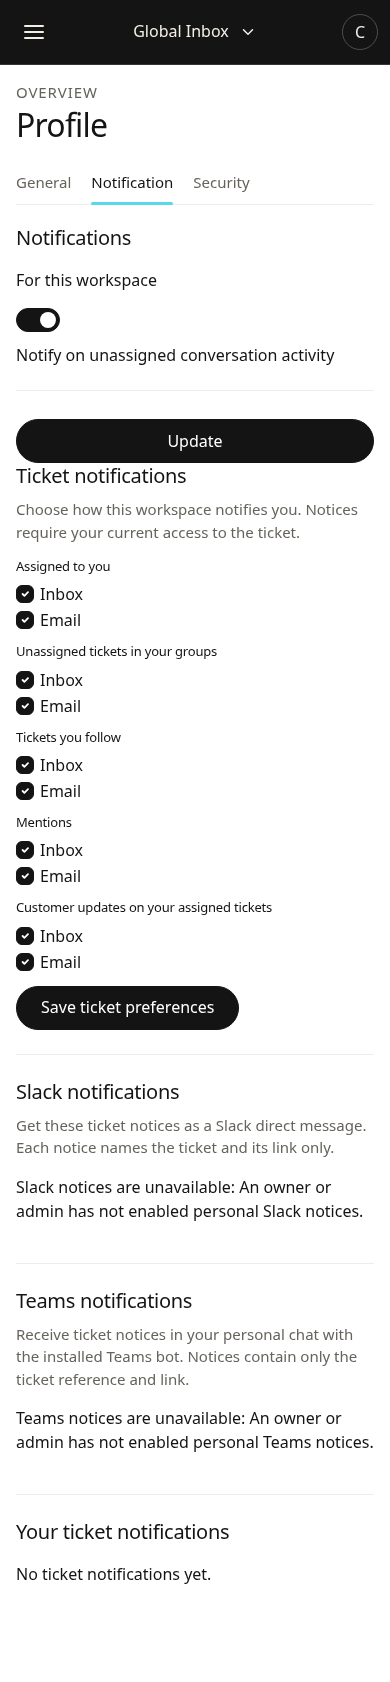 Global Inbox
C
OVERVIEW
Profile
General
Notification
Security
Notifications
For this workspace
Notify on unassigned conversation activity
Update
Ticket notifications
Choose how this workspace notifies you. Notices
require your current access to the ticket.
Assigned to you
Inbox
Email
Unassigned tickets in your groups
Inbox
Email
Tickets you follow
Inbox
Email
Mentions
Inbox
Email
Customer updates on your assigned tickets
Inbox
Email
Save ticket preferences
Slack notifications
Get these ticket notices as a Slack direct message.
Each notice names the ticket and its link only.
Slack notices are unavailable: An owner or
admin has not enabled personal Slack notices.
Teams notifications
Receive ticket notices in your personal chat with
the installed Teams bot. Notices contain only the
ticket reference and link.
Teams notices are unavailable: An owner or
admin has not enabled personal Teams notices.
Your ticket notifications
No ticket notifications yet.